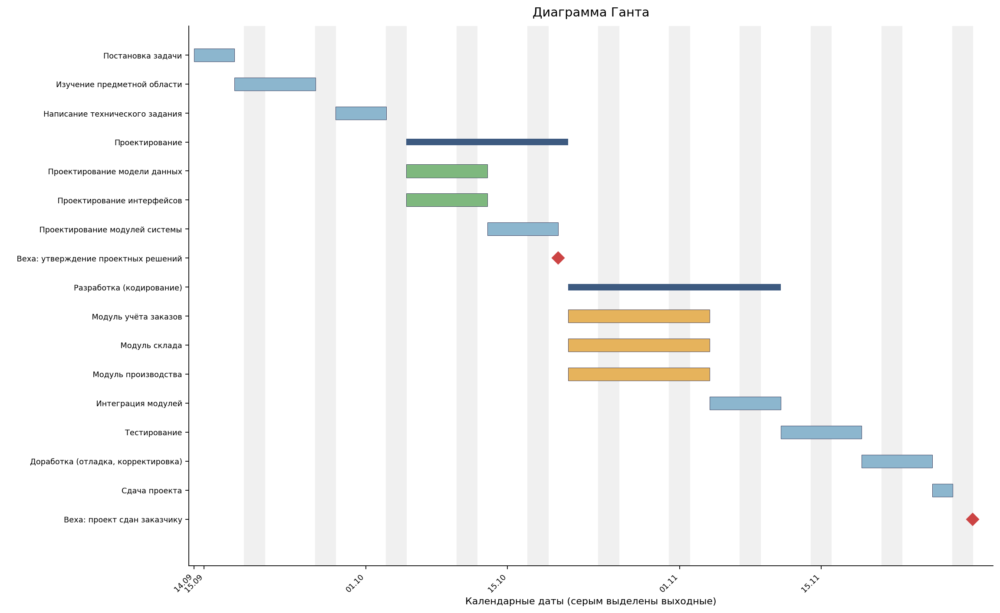 Диаграмма Ганта
Постановка задачи
Изучение предметной области
Написание технического задания
Проектирование
Проектирование модели данных
Проектирование интерфейсов
Проектирование модулей системы
Веха: утверждение проектных решений
Разработка (кодирование)
Модуль учёта заказов
Модуль склада
Модуль производства
Интеграция модулей
Тестирование
Доработка (отладка, корректировка)
Сдача проекта
Веха: проект сдан заказчику
14.09
15.09
01.10
15.10
01.11
15.11
Календарные даты (серым выделены выходные)